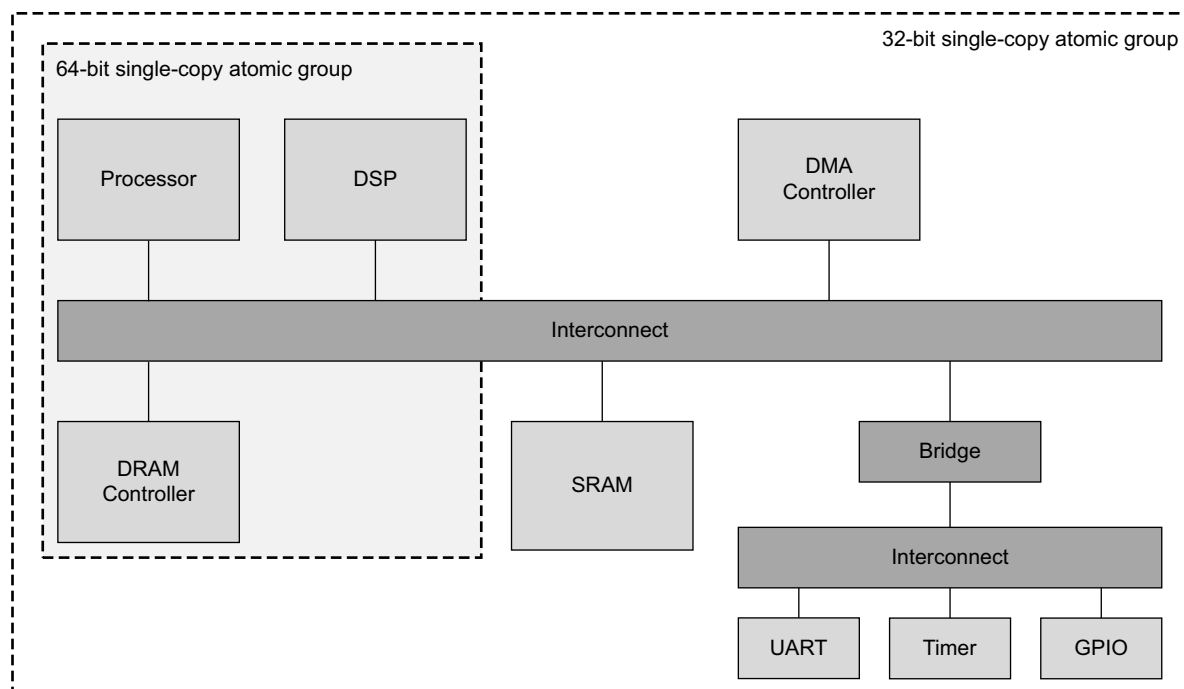 32-bit single-copy atomic group
64-bit single-copy atomic group
Processor
DSP
DMA
Controller
Interconnect
DRAM
Controller
SRAM
Bridge
Interconnect
UART
Timer
GPIO